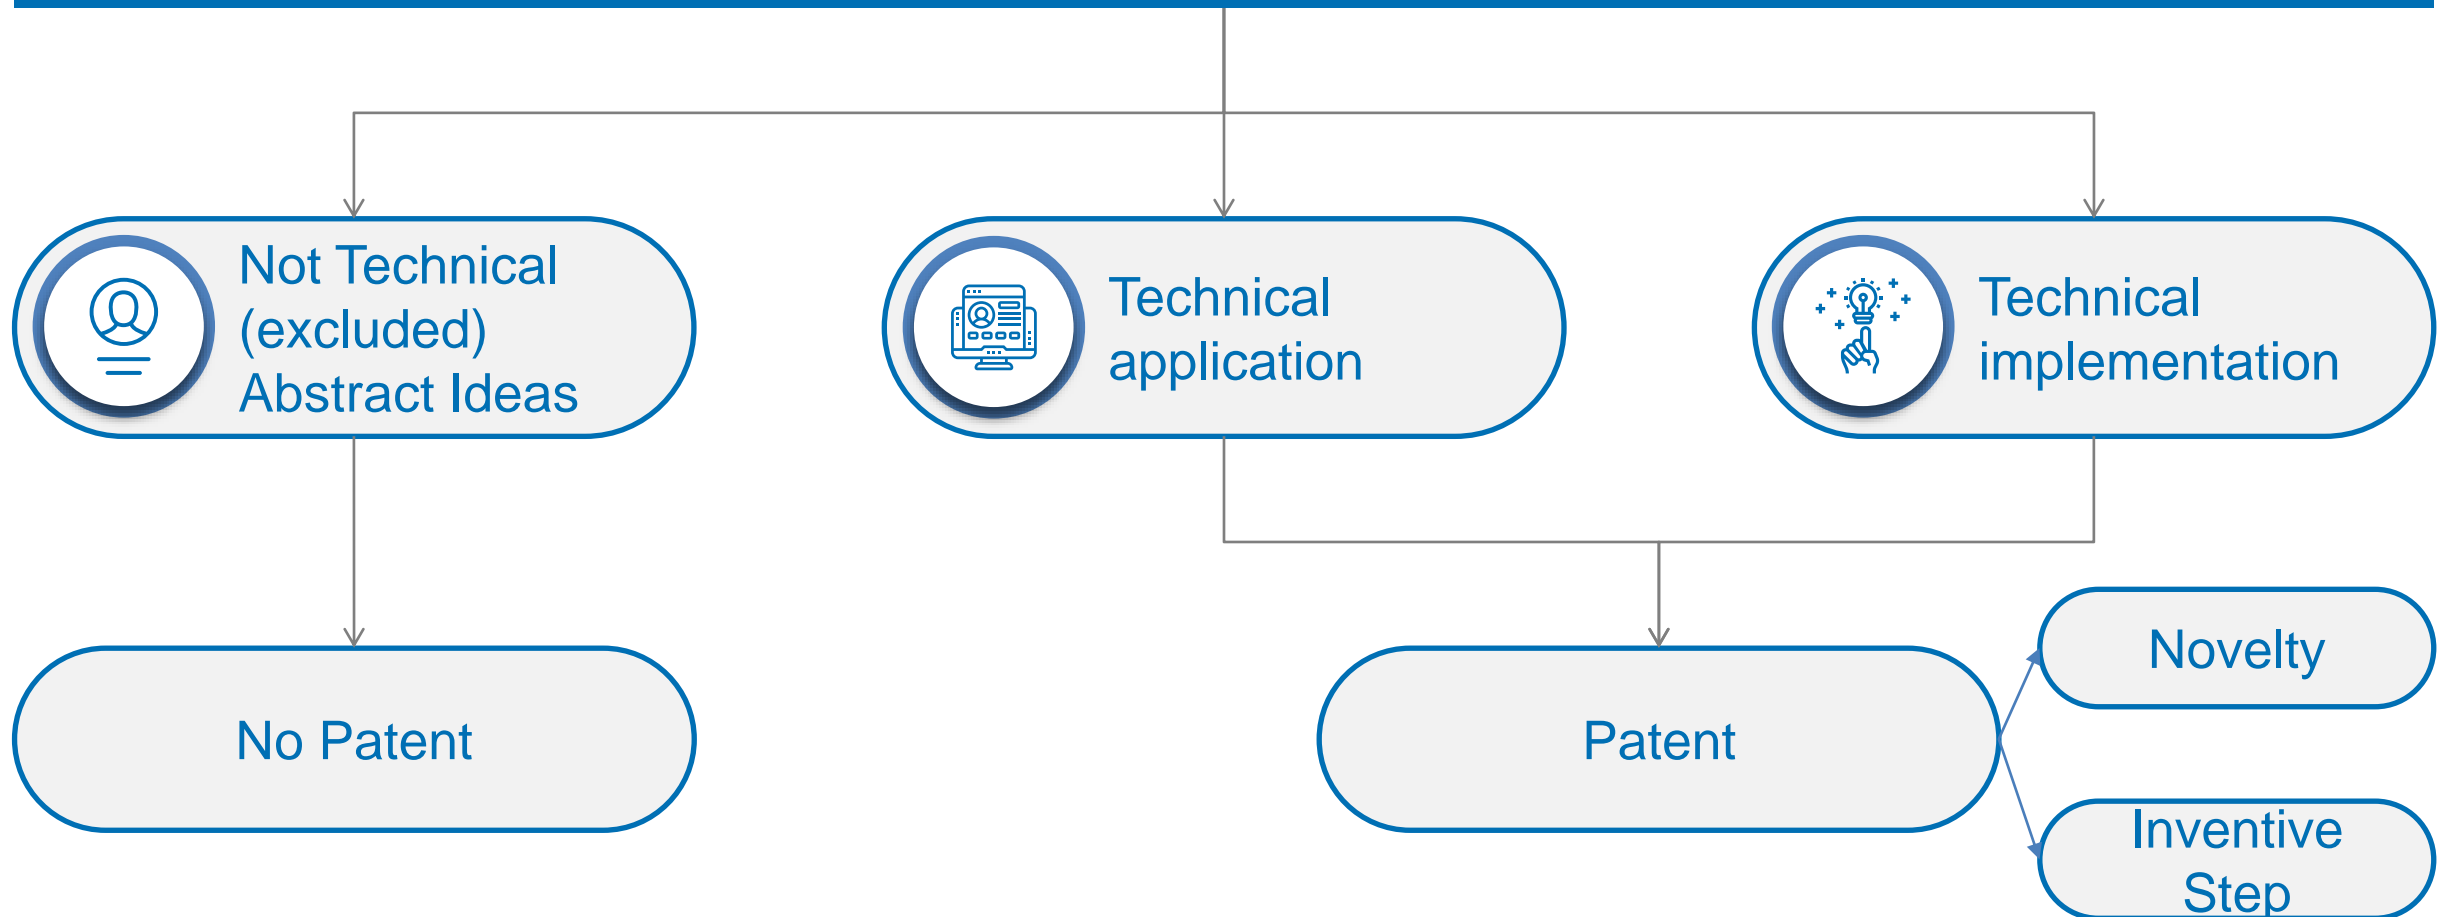 Not Technical
(excluded)
Abstract Ideas
Technical
application
Technical
implementation
No Patent
Patent
Novelty
Inventive
Step